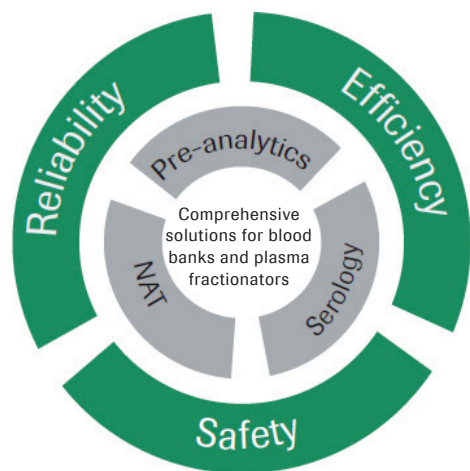 Reliability
Efficiency
Pre-analytics
Comprehensive
solutions for blood
banks and plasma
fractionators
NAT
Serology
Safety